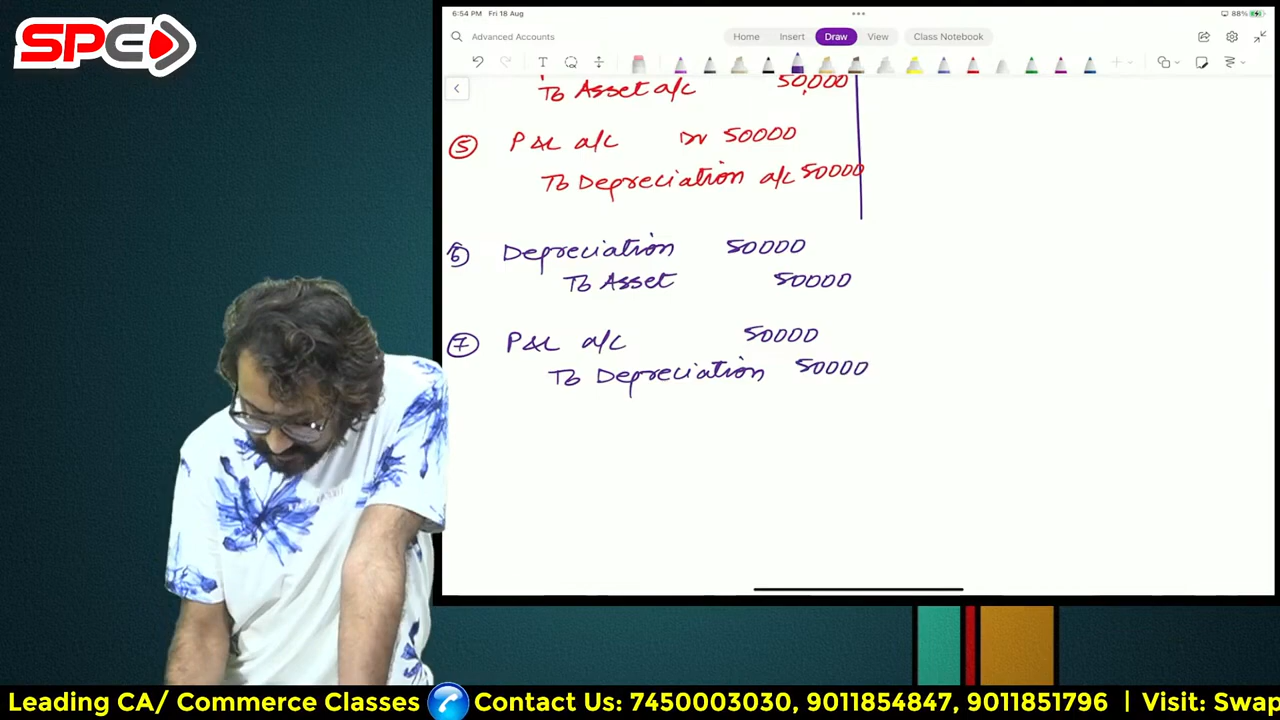 SPE
6:54 PM Fri 18 Aug
88%
Advanced Accounts
Home Insert Draw View Class Notebook
To Asset a/c 50,000
5 P&L a/c Dr 50000
To Depreciation a/c 50000
6 Depreciation 50000
To Asset 50000
7 P&L a/c 50000
To Depreciation 50000
Leading CA/ Commerce Classes Contact Us: 7450003030, 9011854847, 9011851796 | Visit: Swap